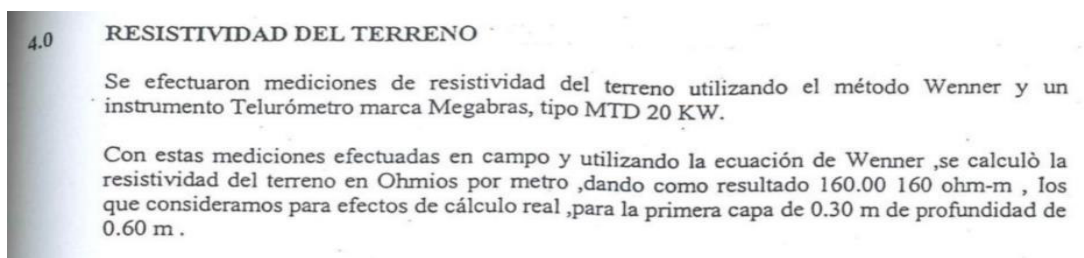 4.0 RESISTIVIDAD DEL TERRENO
Se efectuaron mediciones de resistividad del terreno utilizando el método Wenner y un
instrumento Telurómetro marca Megabras, tipo MTD 20 KW.
Con estas mediciones efectuadas en campo y utilizando la ecuación de Wenner ,se calculò la
resistividad del terreno en Ohmios por metro ,dando como resultado 160.00 160 ohm-m , los
que consideramos para efectos de cálculo real ,para la primera capa de 0.30 m de profundidad de
0.60 m .